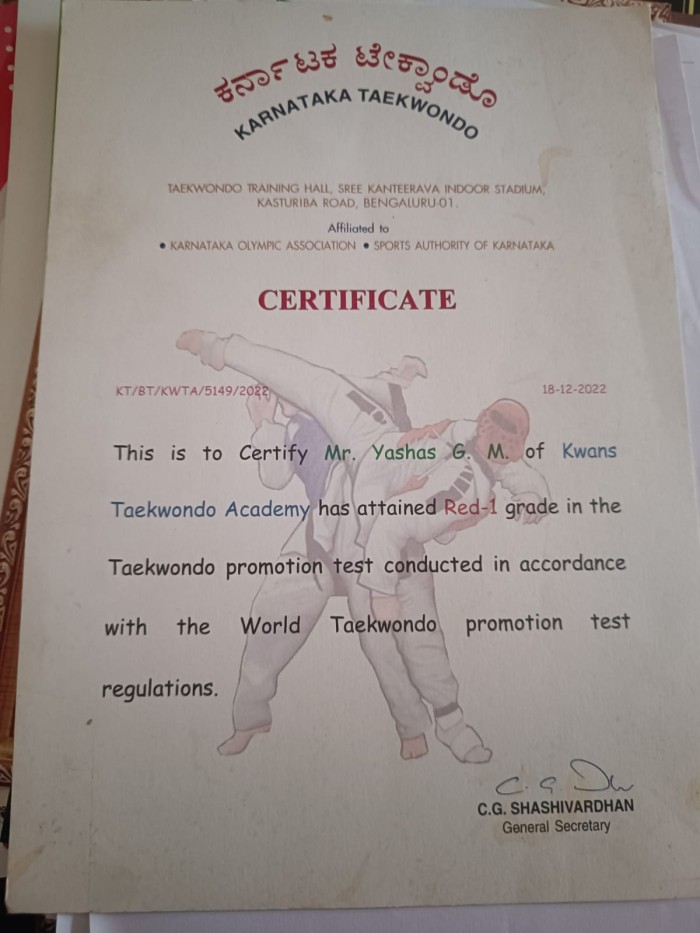 ಕರ್ನಾಟಕ ಟೇಕ್ವಾಂಡೊ
KARNATAKA TAEKWONDO
TAEKWONDO TRAINING HALL, SREE KANTEERAVA INDOOR STADIUM,
KASTURIBA ROAD, BENGALURU-01.
Affiliated to
• KARNATAKA OLYMPIC ASSOCIATION • SPORTS AUTHORITY OF KARNATAKA
CERTIFICATE
KT/BT/KWTA/5149/2022 18-12-2022
This is to Certify Mr. Yashas G. M. of Kwans
Taekwondo Academy has attained Red-1 grade in the
Taekwondo promotion test conducted in accordance
with the World Taekwondo promotion test
regulations.
C.G. SHASHIVARDHAN
General Secretary